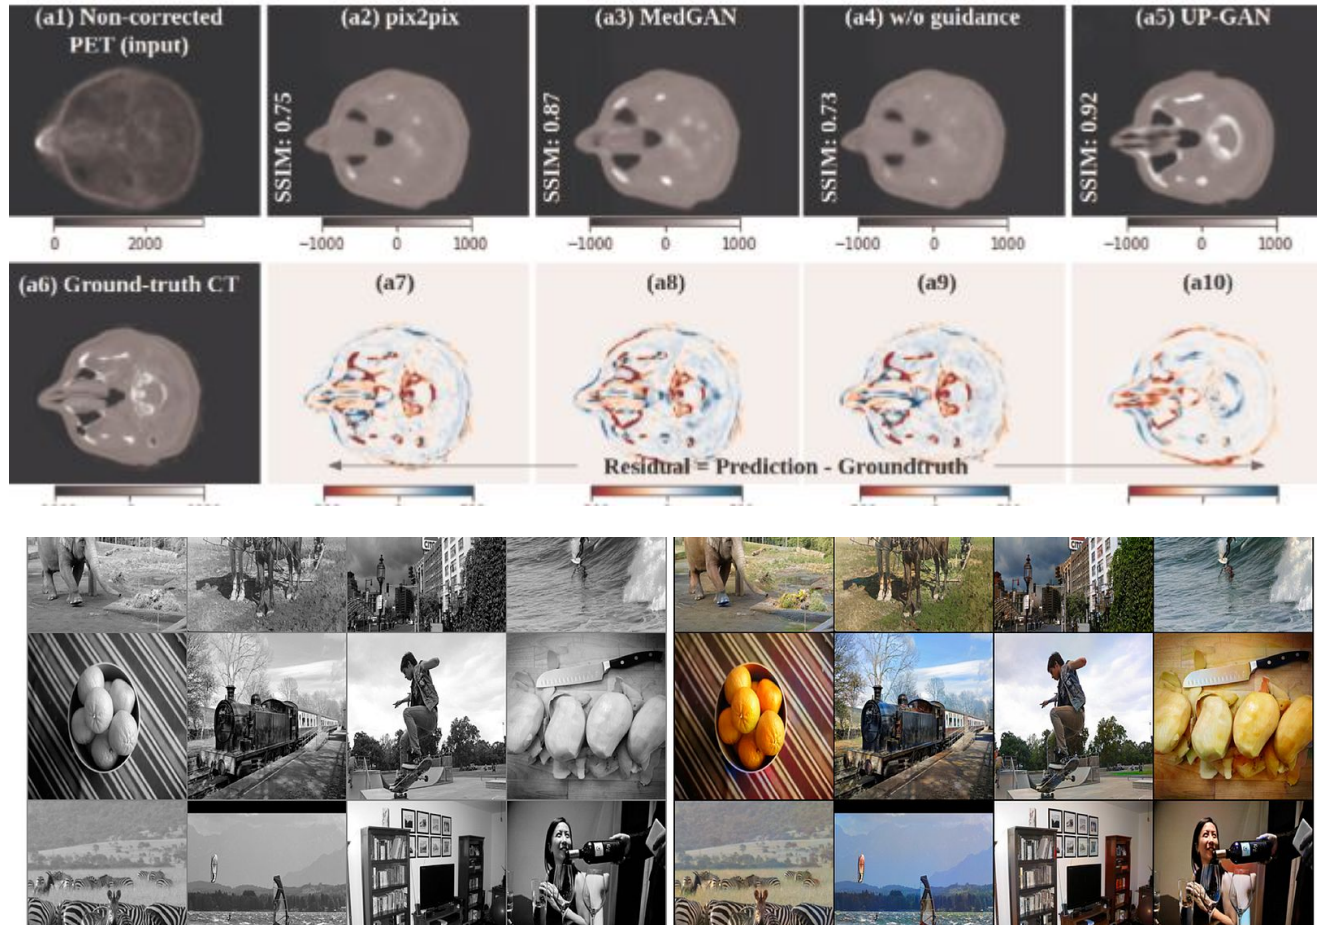 (a1) Non-corrected
PET (input)
(a2) pix2pix
(a3) MedGAN
(a4) w/o guidance
(a5) UP-GAN
SSIM: 0.75
SSIM: 0.87
SSIM: 0.73
SSIM: 0.92
0 2000
−1000 0 1000
−1000 0 1000
−1000 0 1000
−1000 0 1000
(a6) Ground-truth CT
(a7)
(a8)
(a9)
(a10)
Residual = Prediction - Groundtruth